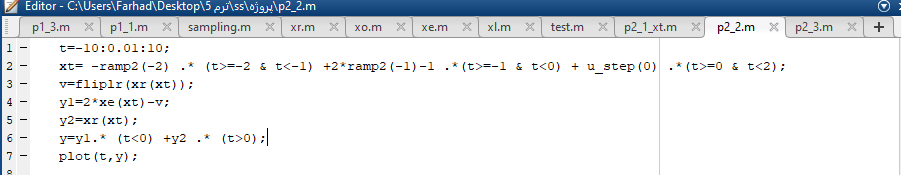 Editor - C:\Users\Farhad\Desktop\ترم 5\ss\پروژه\p2_2.m
p1_3.m × p1_1.m × sampling.m × xr.m × xo.m × xe.m × xl.m × test.m × p2_1_xt.m × p2_2.m × p2_3.m × +
1 - t=-10:0.01:10;
2 - xt= -ramp2(-2) .* (t>=-2 & t<-1) +2*ramp2(-1)-1 .*(t>=-1 & t<0) + u_step(0) .*(t>=0 & t<2);
3 - v=fliplr(xr(xt));
4 - y1=2*xe(xt)-v;
5 - y2=xr(xt);
6 - y=y1.* (t<0) +y2 .* (t>0);
7 - plot(t,y);
8